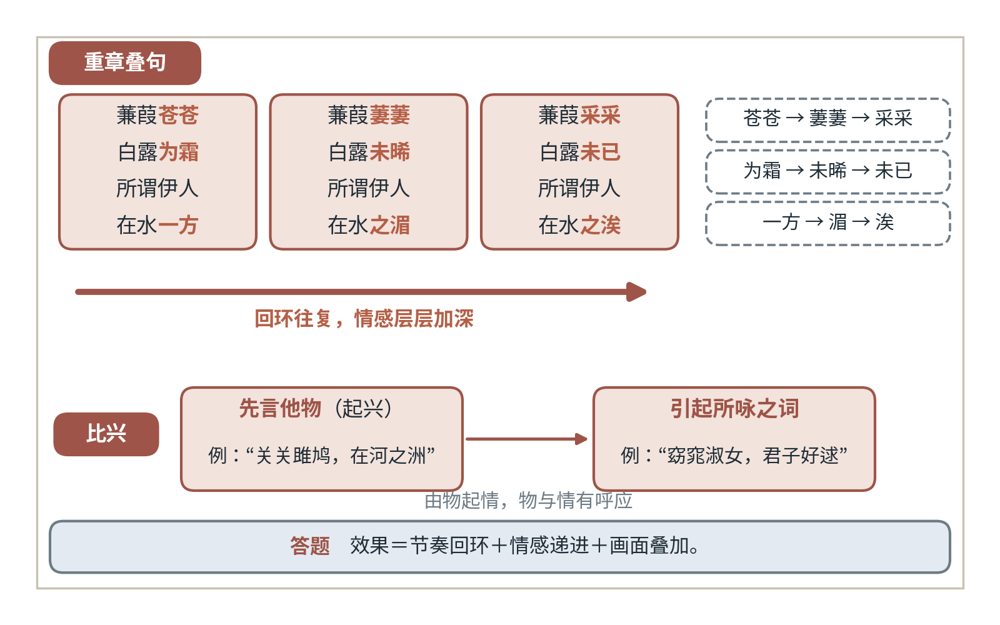 重章叠句
蒹葭苍苍
白露为霜
所谓伊人
在水一方
蒹葭萋萋
白露未晞
所谓伊人
在水之湄
蒹葭采采
白露未已
所谓伊人
在水之涘
苍苍→萋萋→采采
为霜→未晞→未已
一方→湄→涘
回环往复，情感层层加深
比兴
先言他物（起兴）
例：“关关雎鸠，在河之洲”
引起所咏之词
例：“窈窕淑女，君子好逑”
由物起情，物与情有呼应
答题 效果＝节奏回环＋情感递进＋画面叠加。